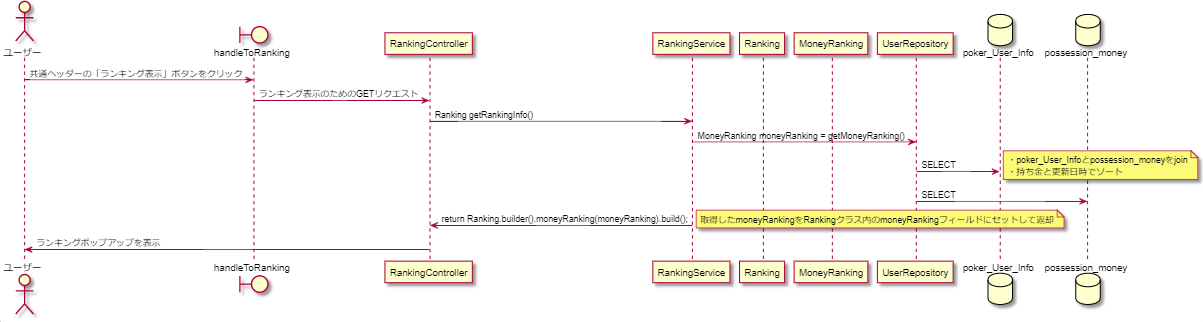 ユーザー
handleToRanking
RankingController
RankingService
Ranking
MoneyRanking
UserRepository
poker_User_Info
possession_money
共通ヘッダーの「ランキング表示」ボタンをクリック
ランキング表示のためのGETリクエスト
Ranking getRankingInfo()
MoneyRanking moneyRanking = getMoneyRanking()
SELECT
・poker_User_Infoとpossession_moneyをjoin
・持ち金と更新日時でソート
SELECT
return Ranking.builder().moneyRanking(moneyRanking).build();
取得したmoneyRankingをRankingクラス内のmoneyRankingフィールドにセットして返却
ランキングポップアップを表示
ユーザー
handleToRanking
RankingController
RankingService
Ranking
MoneyRanking
UserRepository
poker_User_Info
possession_money